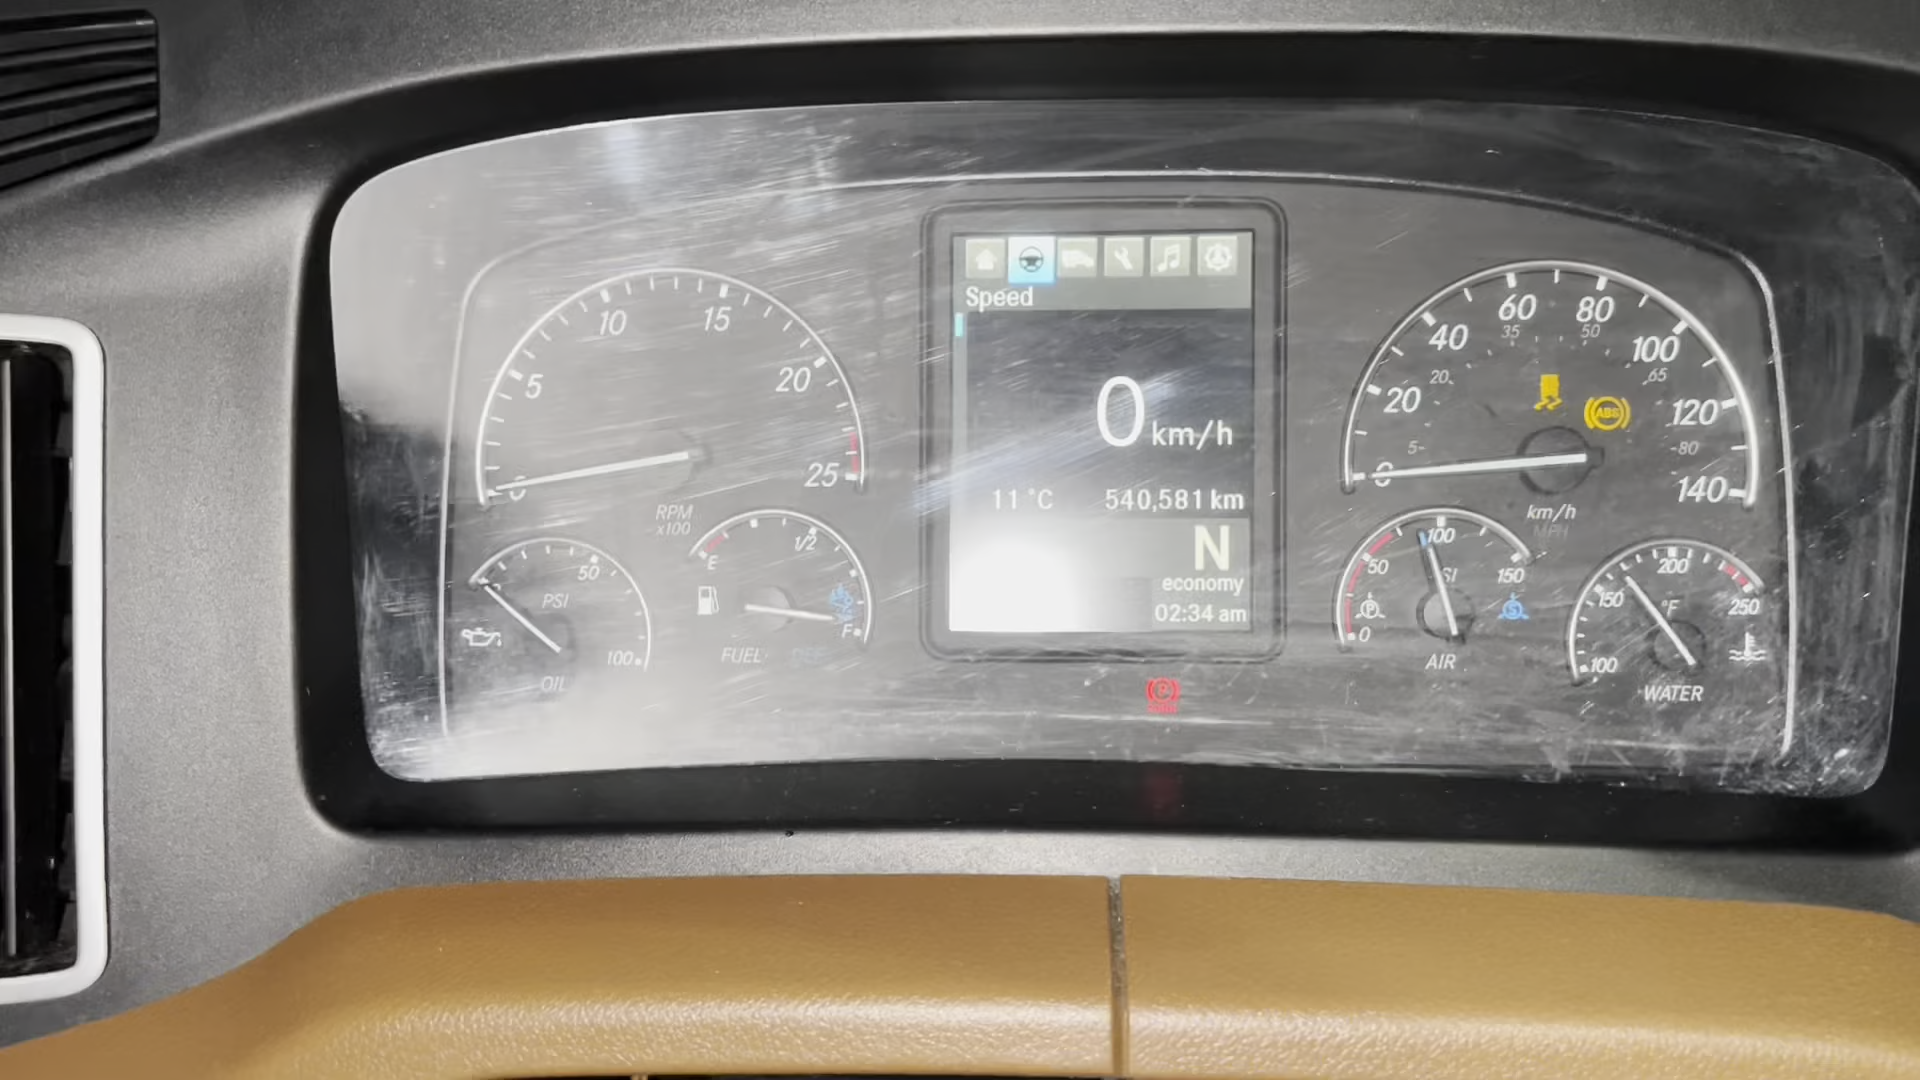 5
10
15
20
25
0
RPM
x100
50
PSI
100
OIL
E
1/2
F
FUEL
Speed
0 km/h
11 °C 540,581 km
N
economy
02:34 am
0
20
40
60
80
100
120
140
5
20
35
50
65
80
ABS
km/h
MPH
0
50
100
150
P
S
AIR
100
150
200
250
°F
WATER